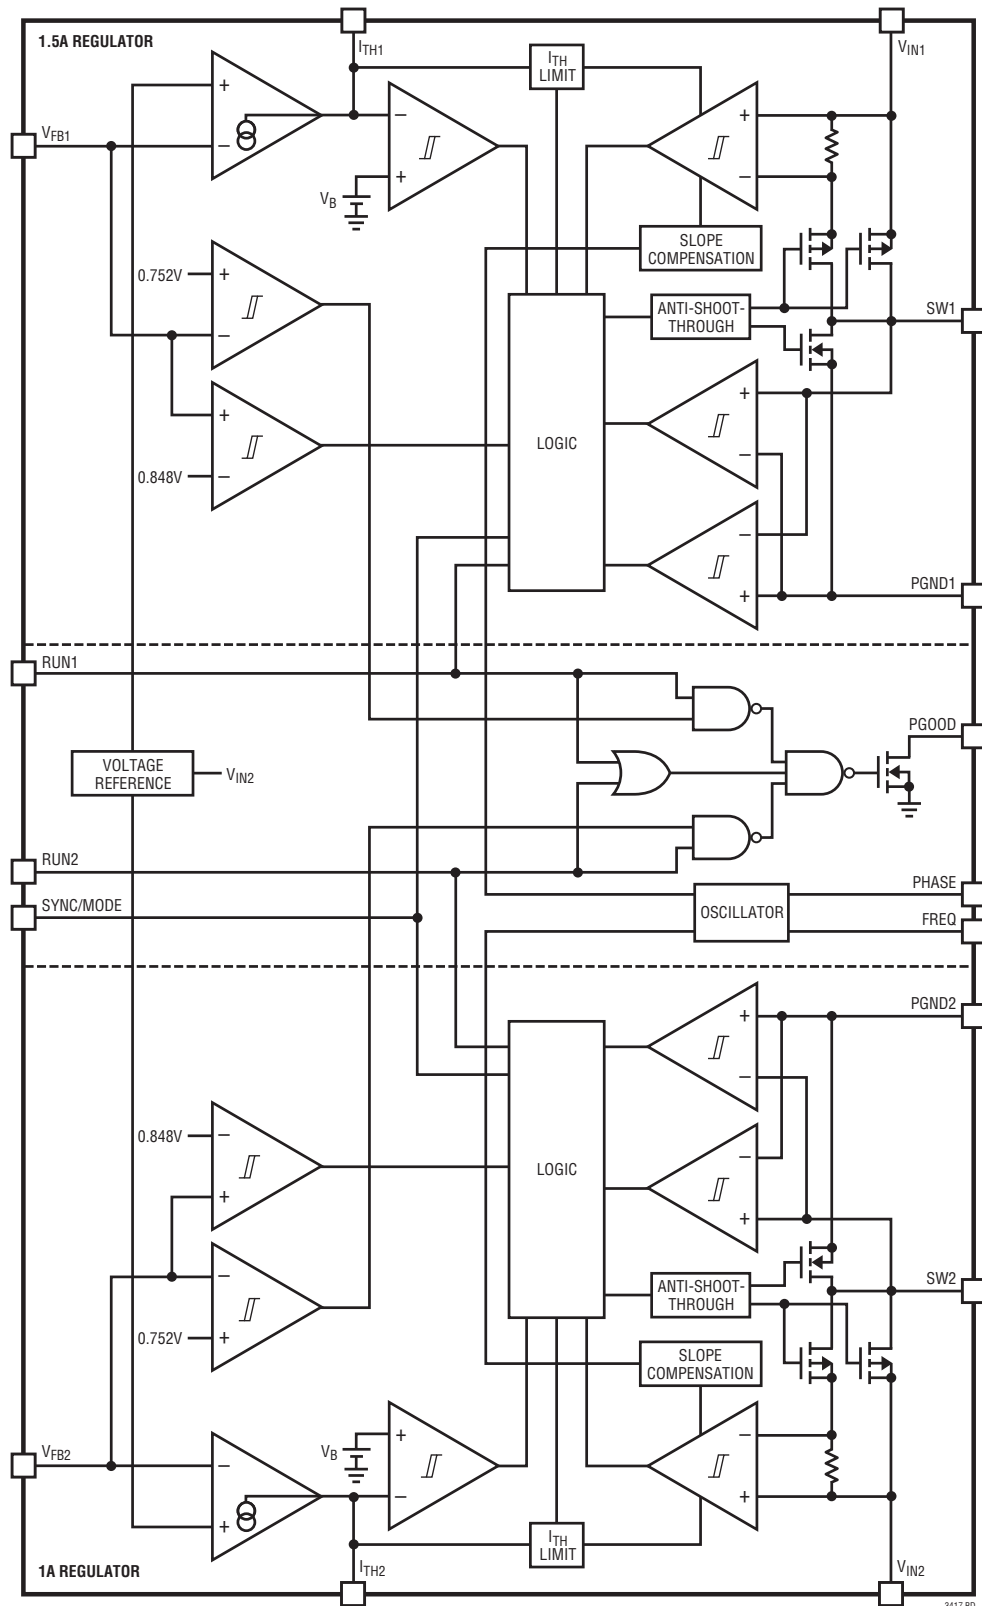 1.5A REGULATOR
ITH1
VIN1
ITH
LIMIT
+
−
+
−
VFB1
−
+
VB
SLOPE
COMPENSATION
0.752V
+
−
ANTI-SHOOT-
THROUGH
SW1
+
−
0.848V
LOGIC
+
−
−
+
PGND1
RUN1
PGOOD
VOLTAGE
REFERENCE
VIN2
RUN2
SYNC/MODE
OSCILLATOR
PHASE
FREQ
PGND2
+
−
0.848V
−
+
LOGIC
−
+
ANTI-SHOOT-
THROUGH
SW2
−
0.752V
+
SLOPE
COMPENSATION
VFB2
−
+
VB
+
−
−
+
ITH
LIMIT
1A REGULATOR
ITH2
VIN2
3417 BD